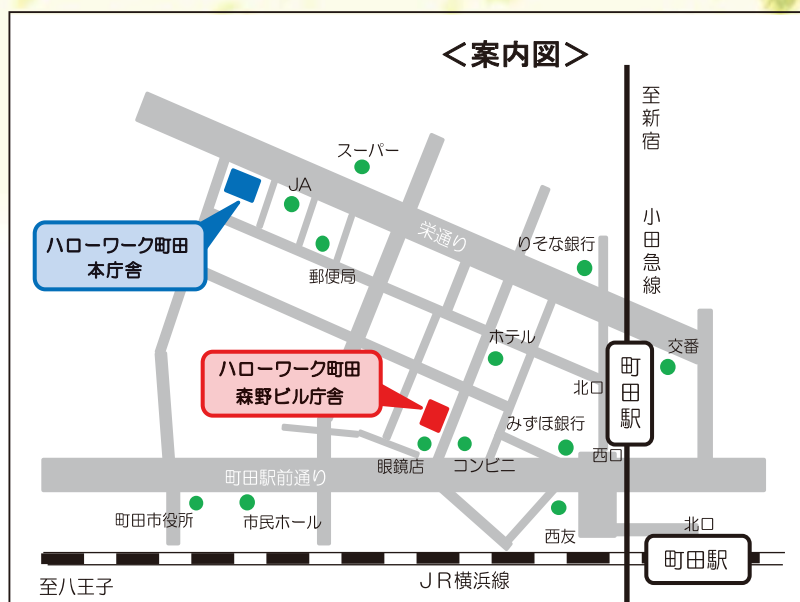 ＜案内図＞
至新宿
スーパー
JA
小田急線
栄通り
りそな銀行
ハローワーク町田
本庁舎
郵便局
ホテル
交番
ハローワーク町田
森野ビル庁舎
町田駅
北口
みずほ銀行
西口
眼鏡店
コンビニ
町田駅前通り
町田市役所
市民ホール
西友
北口
町田駅
ＪＲ横浜線
至八王子